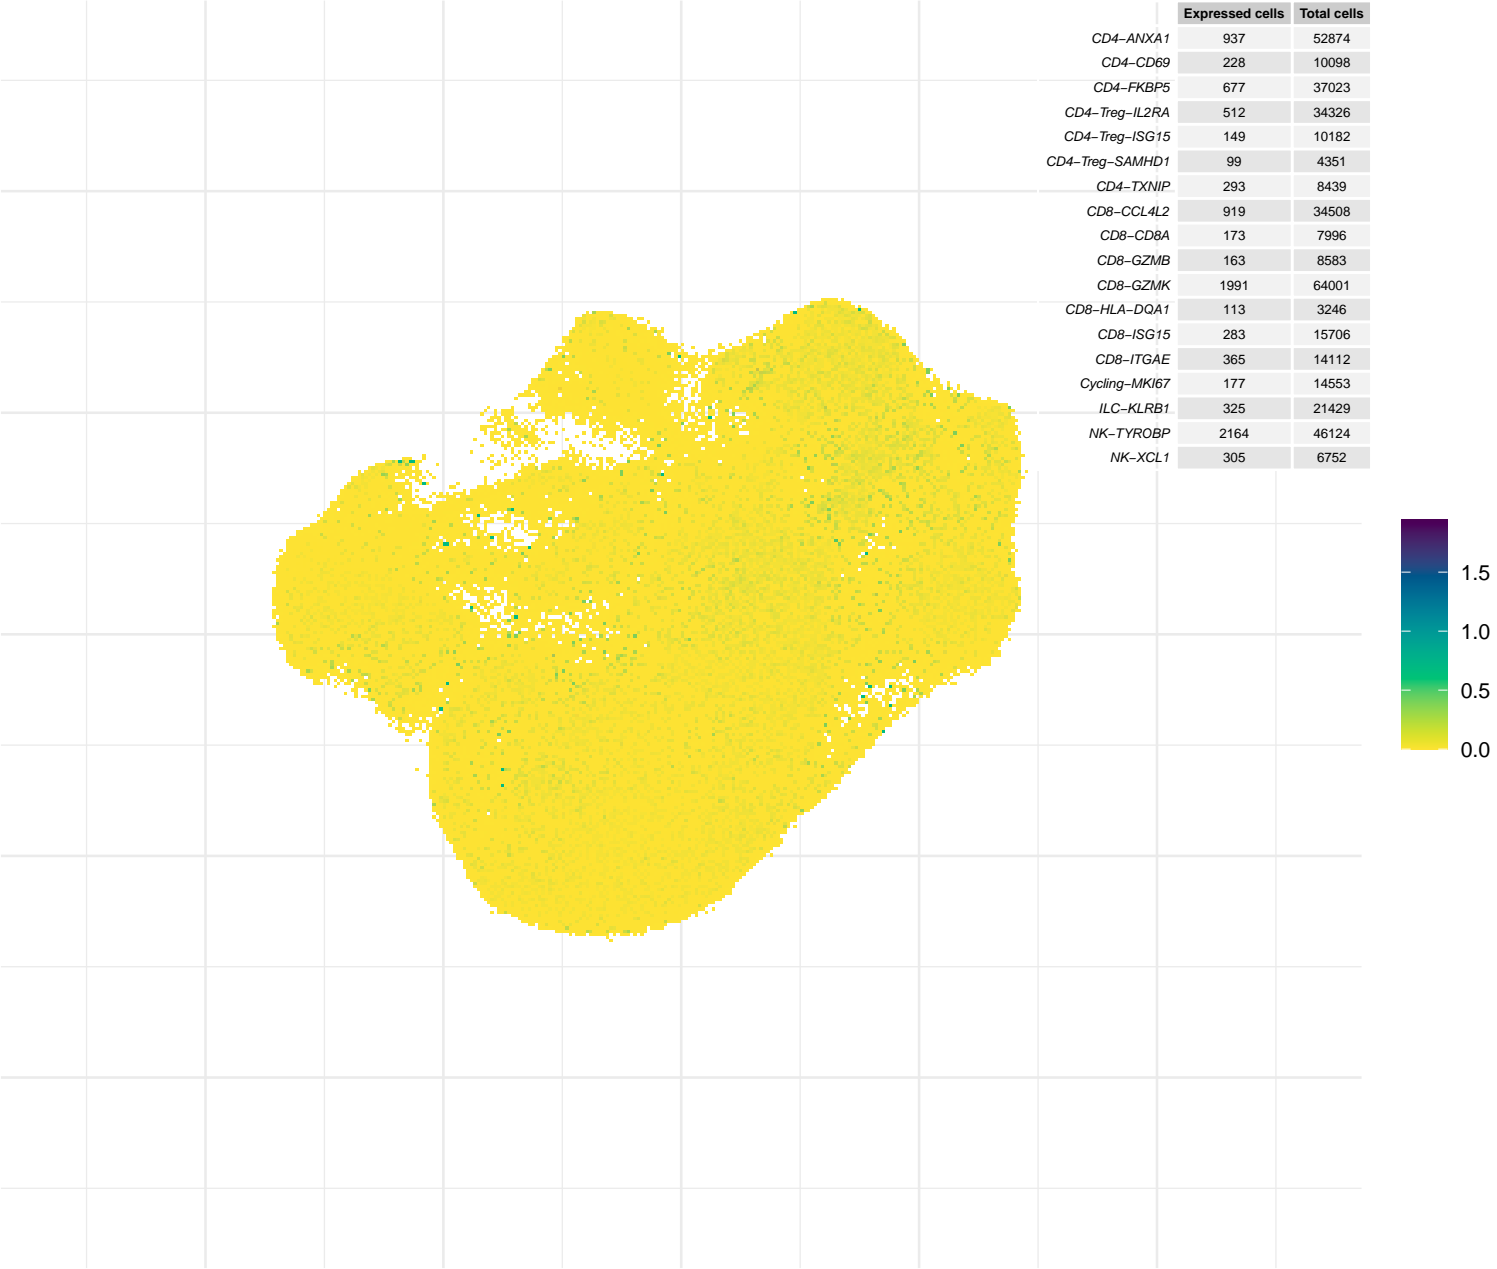 Expressed cells Total cells
CD4−ANXA1 937 52874
CD4−CD69 228 10098
CD4−FKBP5 677 37023
CD4−Treg−IL2RA 512 34326
CD4−Treg−ISG15 149 10182
CD4−Treg−SAMHD1 99 4351
CD4−TXNIP 293 8439
CD8−CCL4L2 919 34508
CD8−CD8A 173 7996
CD8−GZMB 163 8583
CD8−GZMK 1991 64001
CD8−HLA−DQA1 113 3246
CD8−ISG15 283 15706
CD8−ITGAE 365 14112
Cycling−MKI67 177 14553
ILC−KLRB1 325 21429
NK−TYROBP 2164 46124
NK−XCL1 305 6752
1.5
1.0
0.5
0.0